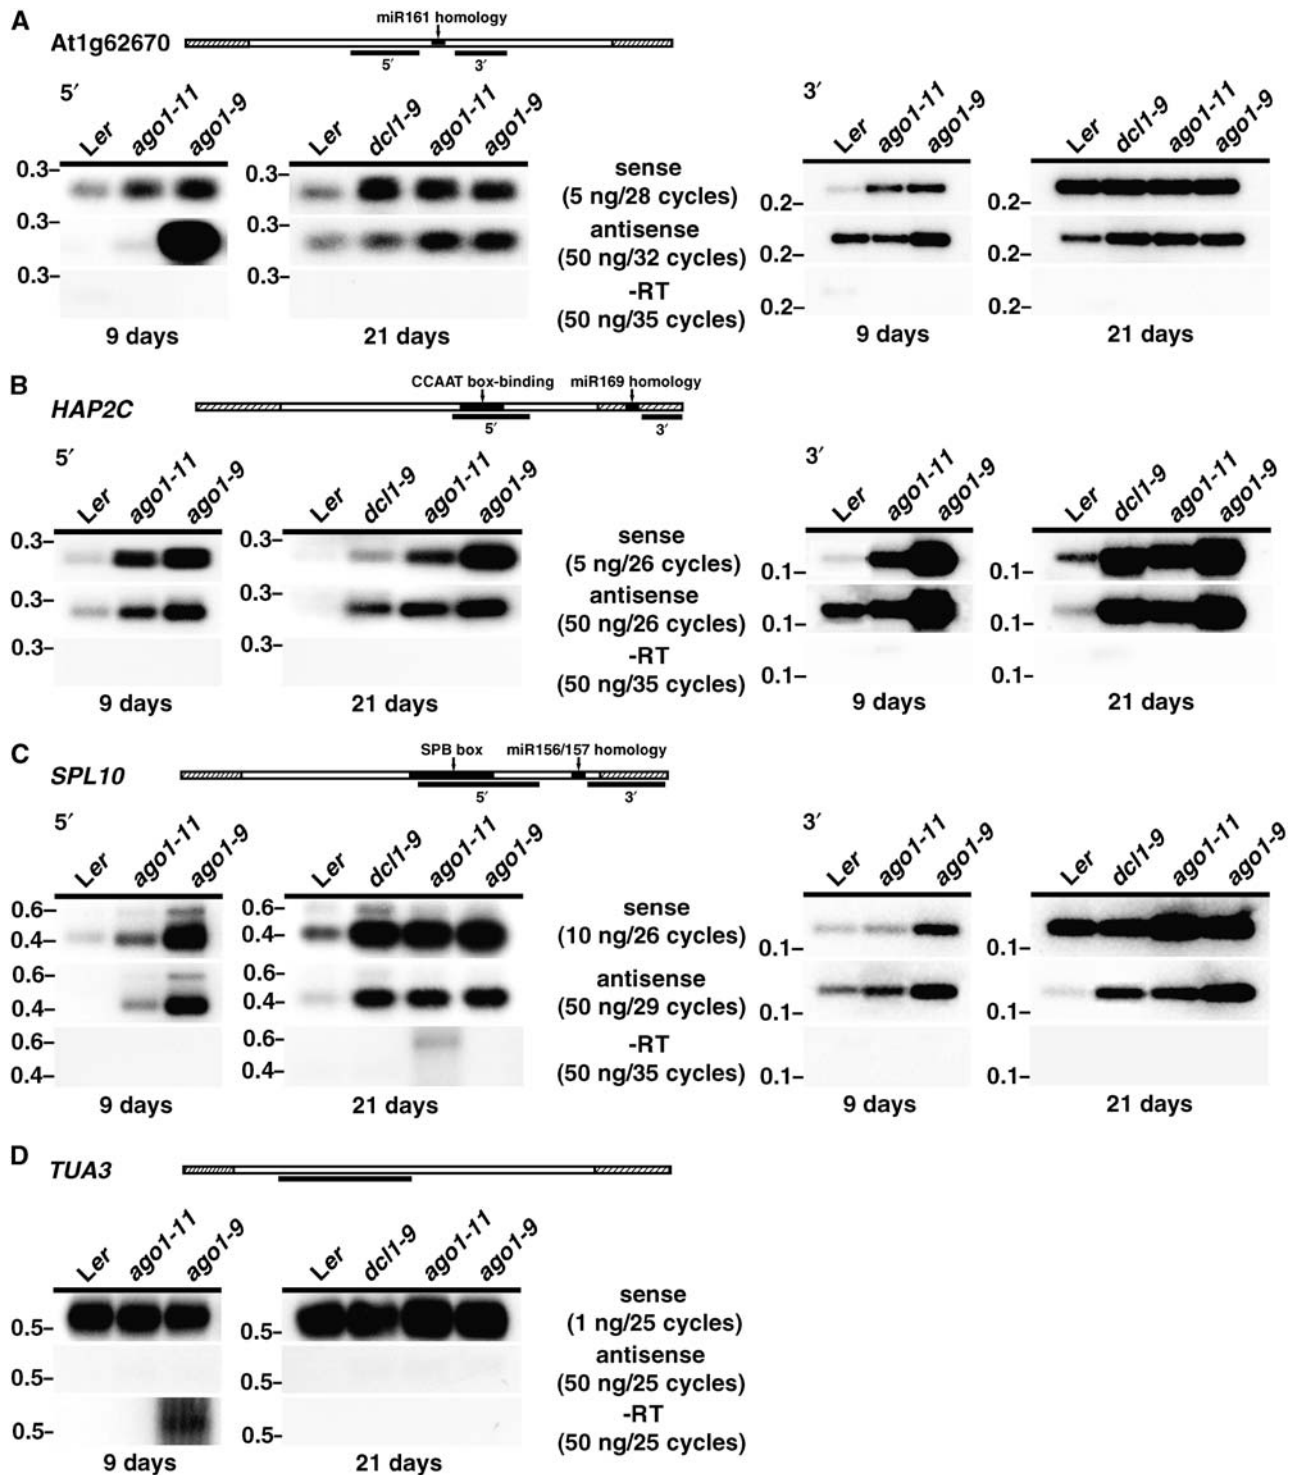 A
At1g62670
miR161 homology
5′ 3′
5′
Ler ago1-11 ago1-9
Ler dcl1-9 ago1-11 ago1-9
0.3–
0.3–
0.3–
0.3–
0.3–
0.3–
9 days
21 days
sense
(5 ng/28 cycles)
antisense
(50 ng/32 cycles)
-RT
(50 ng/35 cycles)
3′
Ler ago1-11 ago1-9
Ler dcl1-9 ago1-11 ago1-9
0.2–
0.2–
0.2–
0.2–
0.2–
0.2–
9 days
21 days
B
HAP2C
CCAAT box-binding miR169 homology
5′ 3′
5′
Ler ago1-11 ago1-9
Ler dcl1-9 ago1-11 ago1-9
0.3–
0.3–
0.3–
0.3–
0.3–
0.3–
9 days
21 days
sense
(5 ng/26 cycles)
antisense
(50 ng/26 cycles)
-RT
(50 ng/35 cycles)
3′
Ler ago1-11 ago1-9
Ler dcl1-9 ago1-11 ago1-9
0.1–
0.1–
0.1–
0.1–
0.1–
0.1–
9 days
21 days
C
SPL10
SPB box miR156/157 homology
5′ 3′
5′
Ler ago1-11 ago1-9
Ler dcl1-9 ago1-11 ago1-9
0.6–
0.4–
0.6–
0.4–
0.6–
0.4–
0.6–
0.4–
0.6–
0.4–
0.6–
0.4–
9 days
21 days
sense
(10 ng/26 cycles)
antisense
(50 ng/29 cycles)
-RT
(50 ng/35 cycles)
3′
Ler ago1-11 ago1-9
Ler dcl1-9 ago1-11 ago1-9
0.1–
0.1–
0.1–
0.1–
0.1–
0.1–
9 days
21 days
D
TUA3
Ler ago1-11 ago1-9
Ler dcl1-9 ago1-11 ago1-9
0.5–
0.5–
0.5–
0.5–
0.5–
0.5–
9 days
21 days
sense
(1 ng/25 cycles)
antisense
(50 ng/25 cycles)
-RT
(50 ng/25 cycles)